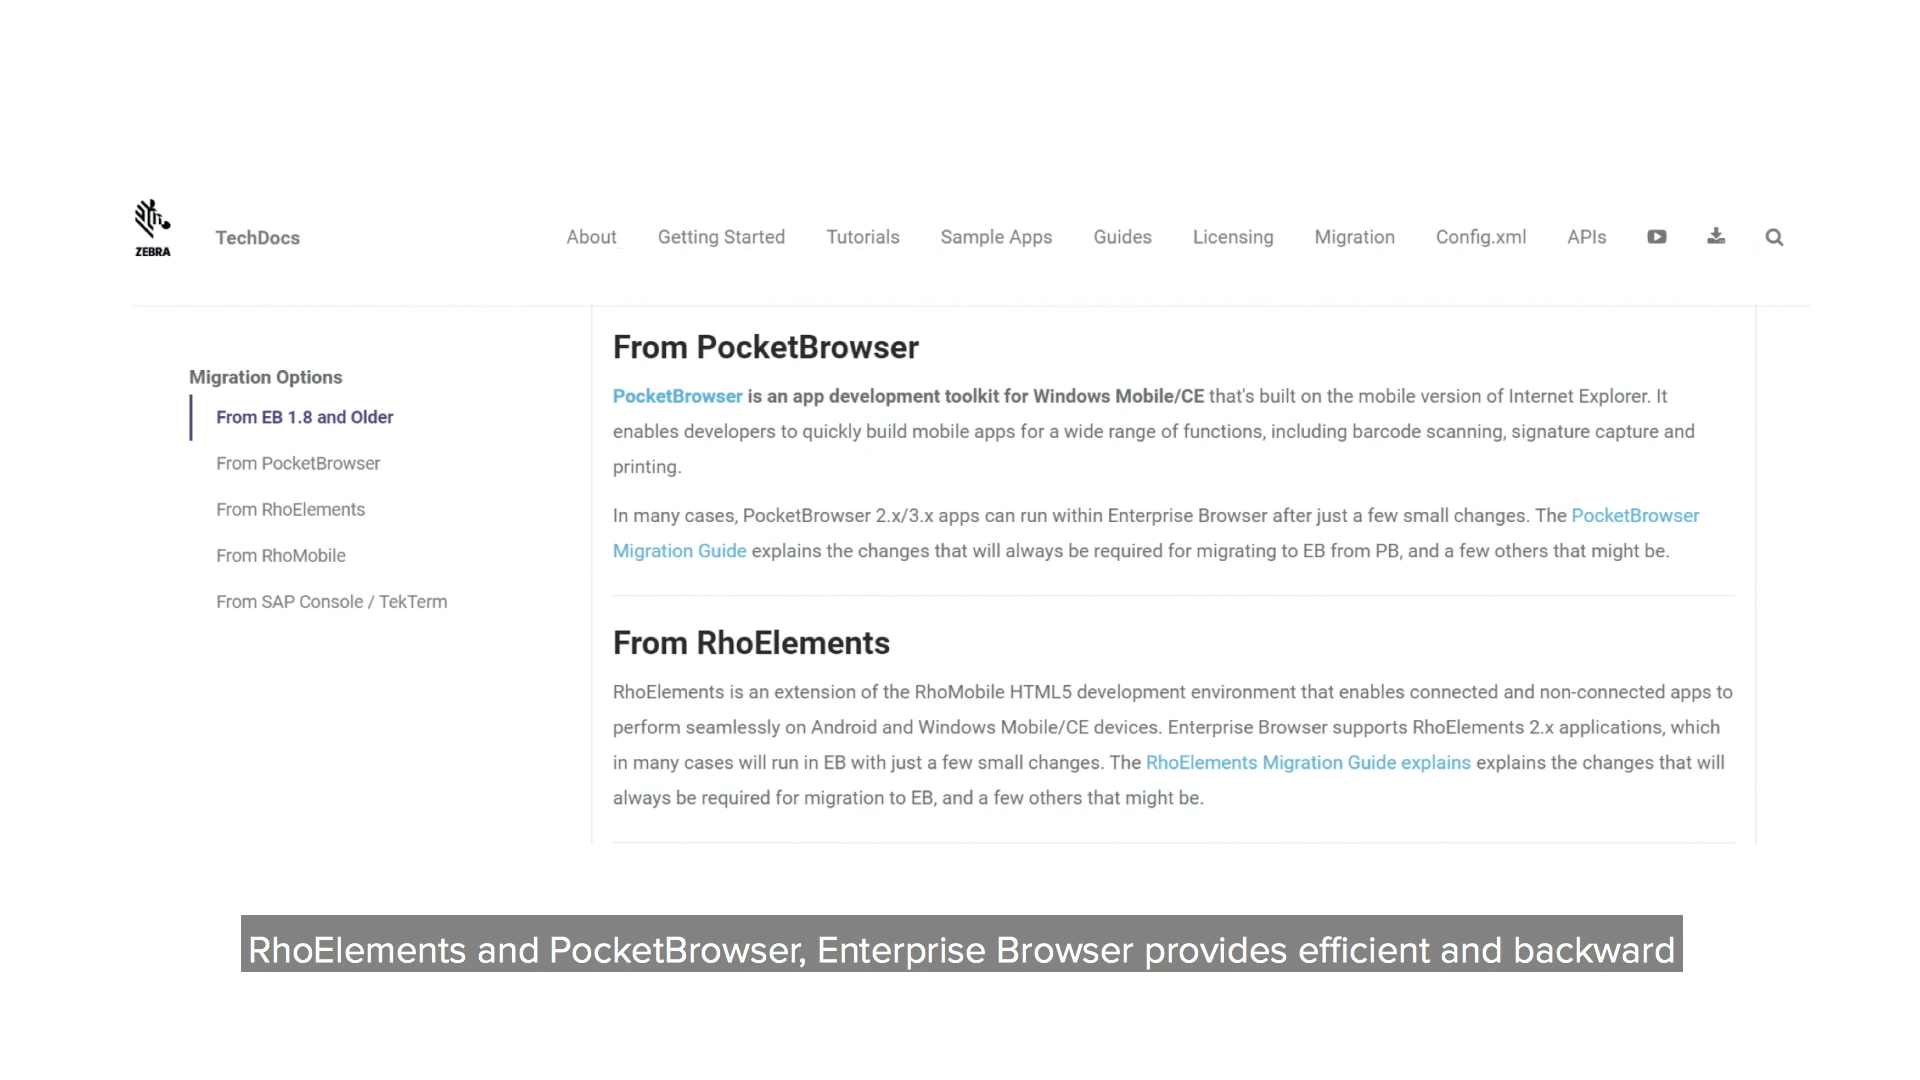 ZEBRA
TechDocs
About Getting Started Tutorials Sample Apps Guides Licensing Migration Config.xml APIs
Migration Options
From EB 1.8 and Older
From PocketBrowser
From RhoElements
From RhoMobile
From SAP Console / TekTerm
From PocketBrowser
PocketBrowser is an app development toolkit for Windows Mobile/CE that's built on the mobile version of Internet Explorer. It
enables developers to quickly build mobile apps for a wide range of functions, including barcode scanning, signature capture and
printing.
In many cases, PocketBrowser 2.x/3.x apps can run within Enterprise Browser after just a few small changes. The PocketBrowser
Migration Guide explains the changes that will always be required for migrating to EB from PB, and a few others that might be.
From RhoElements
RhoElements is an extension of the RhoMobile HTML5 development environment that enables connected and non-connected apps to
perform seamlessly on Android and Windows Mobile/CE devices. Enterprise Browser supports RhoElements 2.x applications, which
in many cases will run in EB with just a few small changes. The RhoElements Migration Guide explains explains the changes that will
always be required for migration to EB, and a few others that might be.
RhoElements and PocketBrowser, Enterprise Browser provides efficient and backward